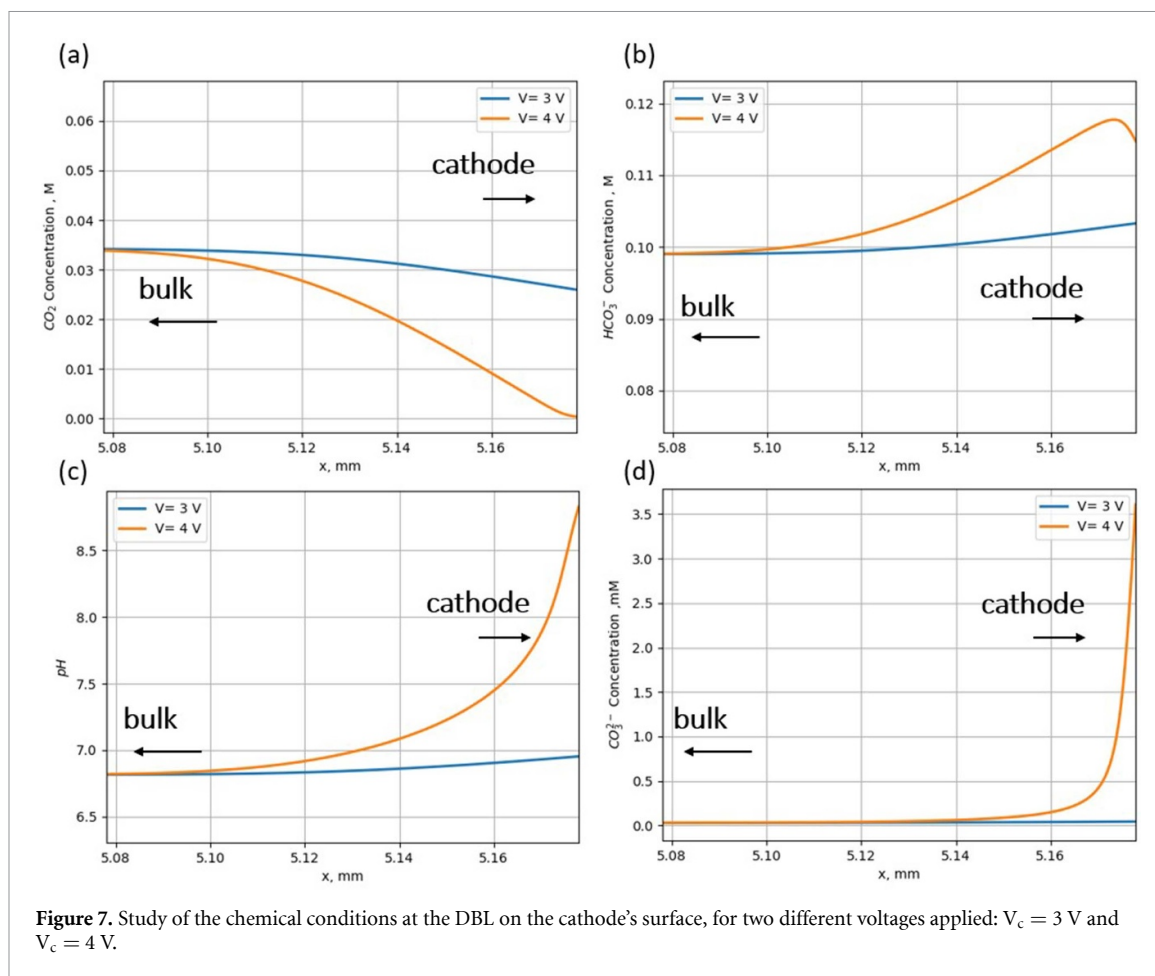 (a)
CO₂ Concentration , M
0.06
0.05
0.04
0.03
0.02
0.01
0.00
V= 3 V
V= 4 V
cathode
bulk
5.08 5.10 5.12 5.14 5.16
x, mm
(b)
HCO₃⁻ Concentration , M
0.12
0.11
0.10
0.09
0.08
V= 3 V
V= 4 V
cathode
bulk
5.08 5.10 5.12 5.14 5.16
x, mm
(c)
pH
8.5
8.0
7.5
7.0
6.5
V= 3 V
V= 4 V
cathode
bulk
5.08 5.10 5.12 5.14 5.16
x, mm
(d)
CO₃²⁻ Concentration ,mM
3.5
3.0
2.5
2.0
1.5
1.0
0.5
0.0
V= 3 V
V= 4 V
cathode
bulk
5.08 5.10 5.12 5.14 5.16
x, mm
Figure 7. Study of the chemical conditions at the DBL on the cathode’s surface, for two different voltages applied: V_c = 3 V and
V_c = 4 V.